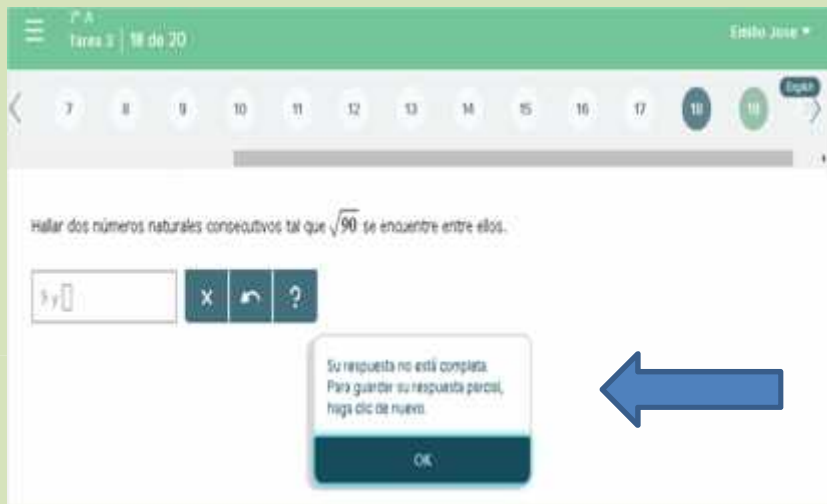 7º A
Tarea 3 | 18 de 20
Emilio Jose
English
7 8 9 10 11 12 13 14 15 16 17 18 19
Hallar dos números naturales consecutivos tal que √90 se encuentre entre ellos.
y
X ?
Su respuesta no está completa.
Para guardar su respuesta parcial,
haga clic de nuevo.
OK